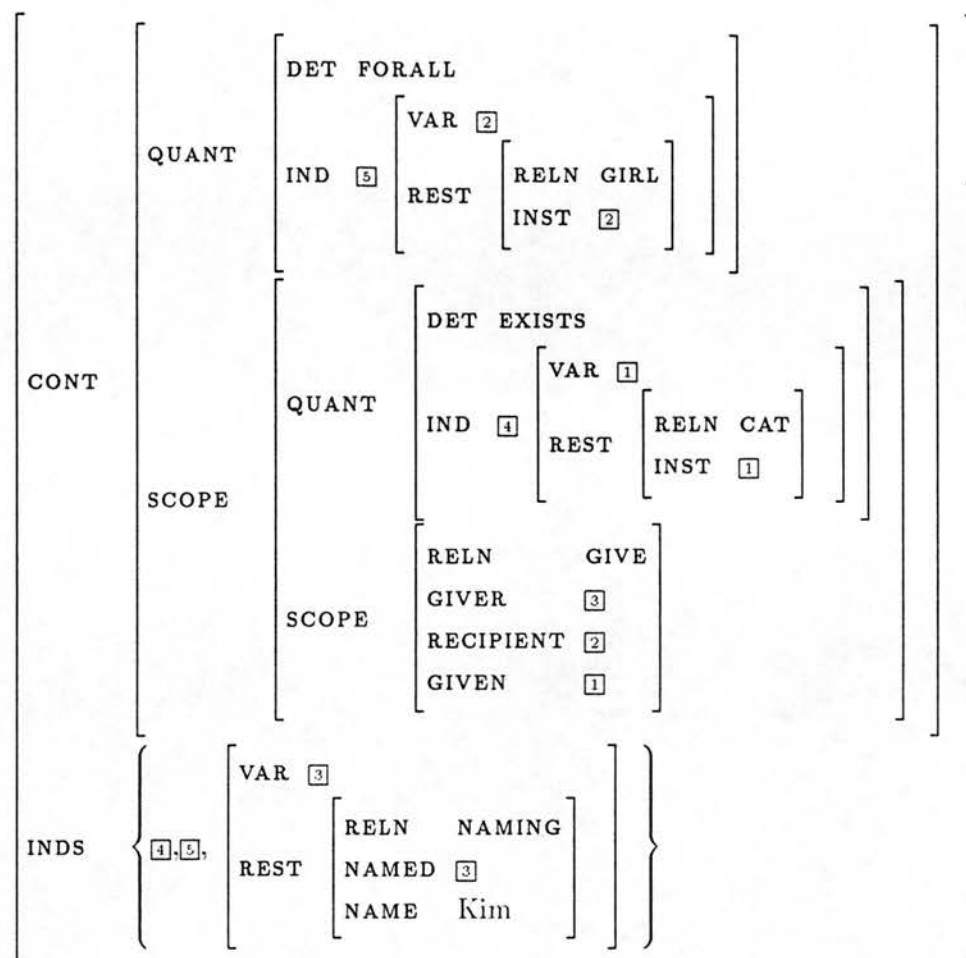 DET FORALL
VAR 2
QUANT
IND 5
RELN GIRL
REST
INST 2
DET EXISTS
VAR 1
CONT
QUANT
IND 4
RELN CAT
REST
INST 1
SCOPE
RELN GIVE
GIVER 3
SCOPE
RECIPIENT 2
GIVEN 1
VAR 3
RELN NAMING
INDS { 4,5,
REST
NAMED 3
NAME Kim